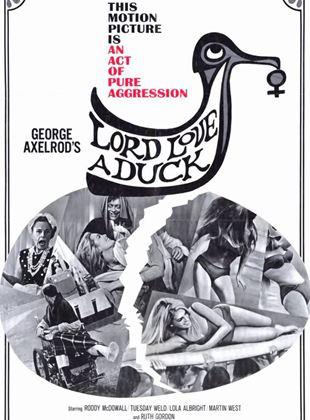 THIS
MOTION
PICTURE
IS
AN
ACT
OF
PURE
AGGRESSION
GEORGE
AXELROD'S
LORD LOVE
A DUCK
Starring RODDY McDOWALL / TUESDAY WELD / LOLA ALBRIGHT / MARTIN WEST
and RUTH GORDON